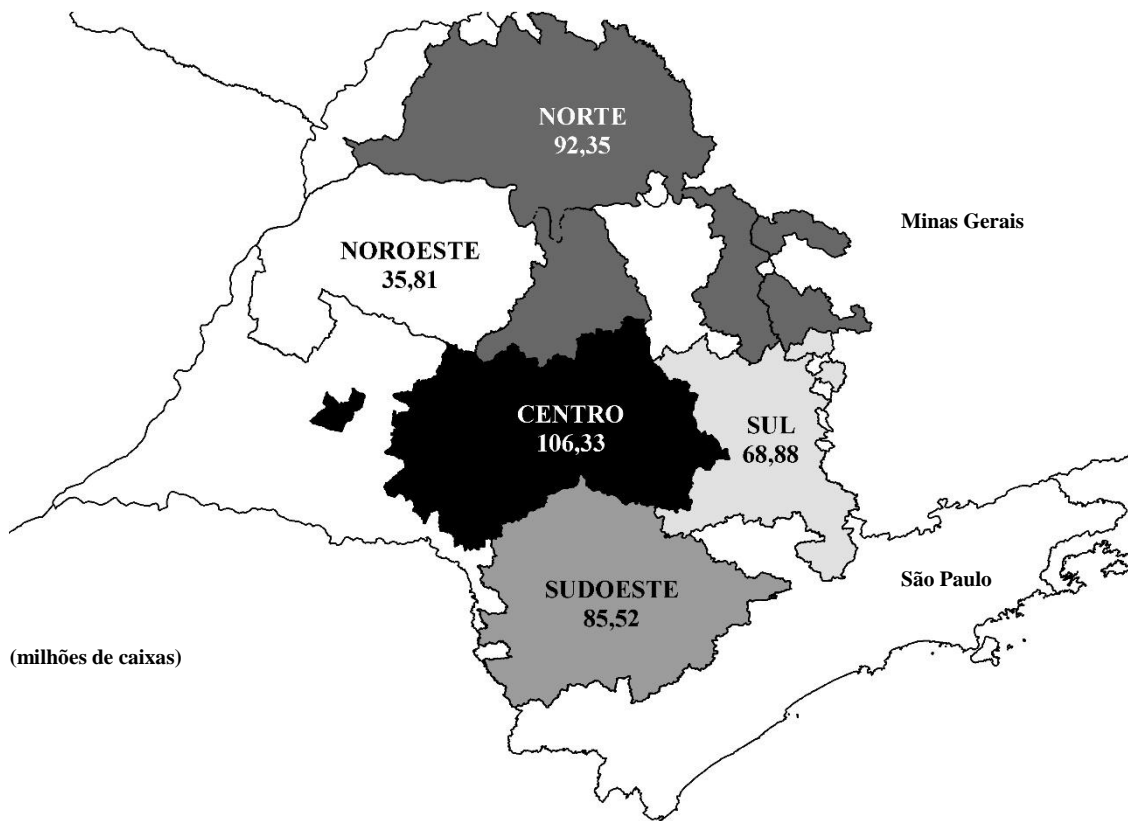 NORTE
92,35
Minas Gerais
NOROESTE
35,81
CENTRO
106,33
SUL
68,88
São Paulo
SUDOESTE
85,52
(milhões de caixas)